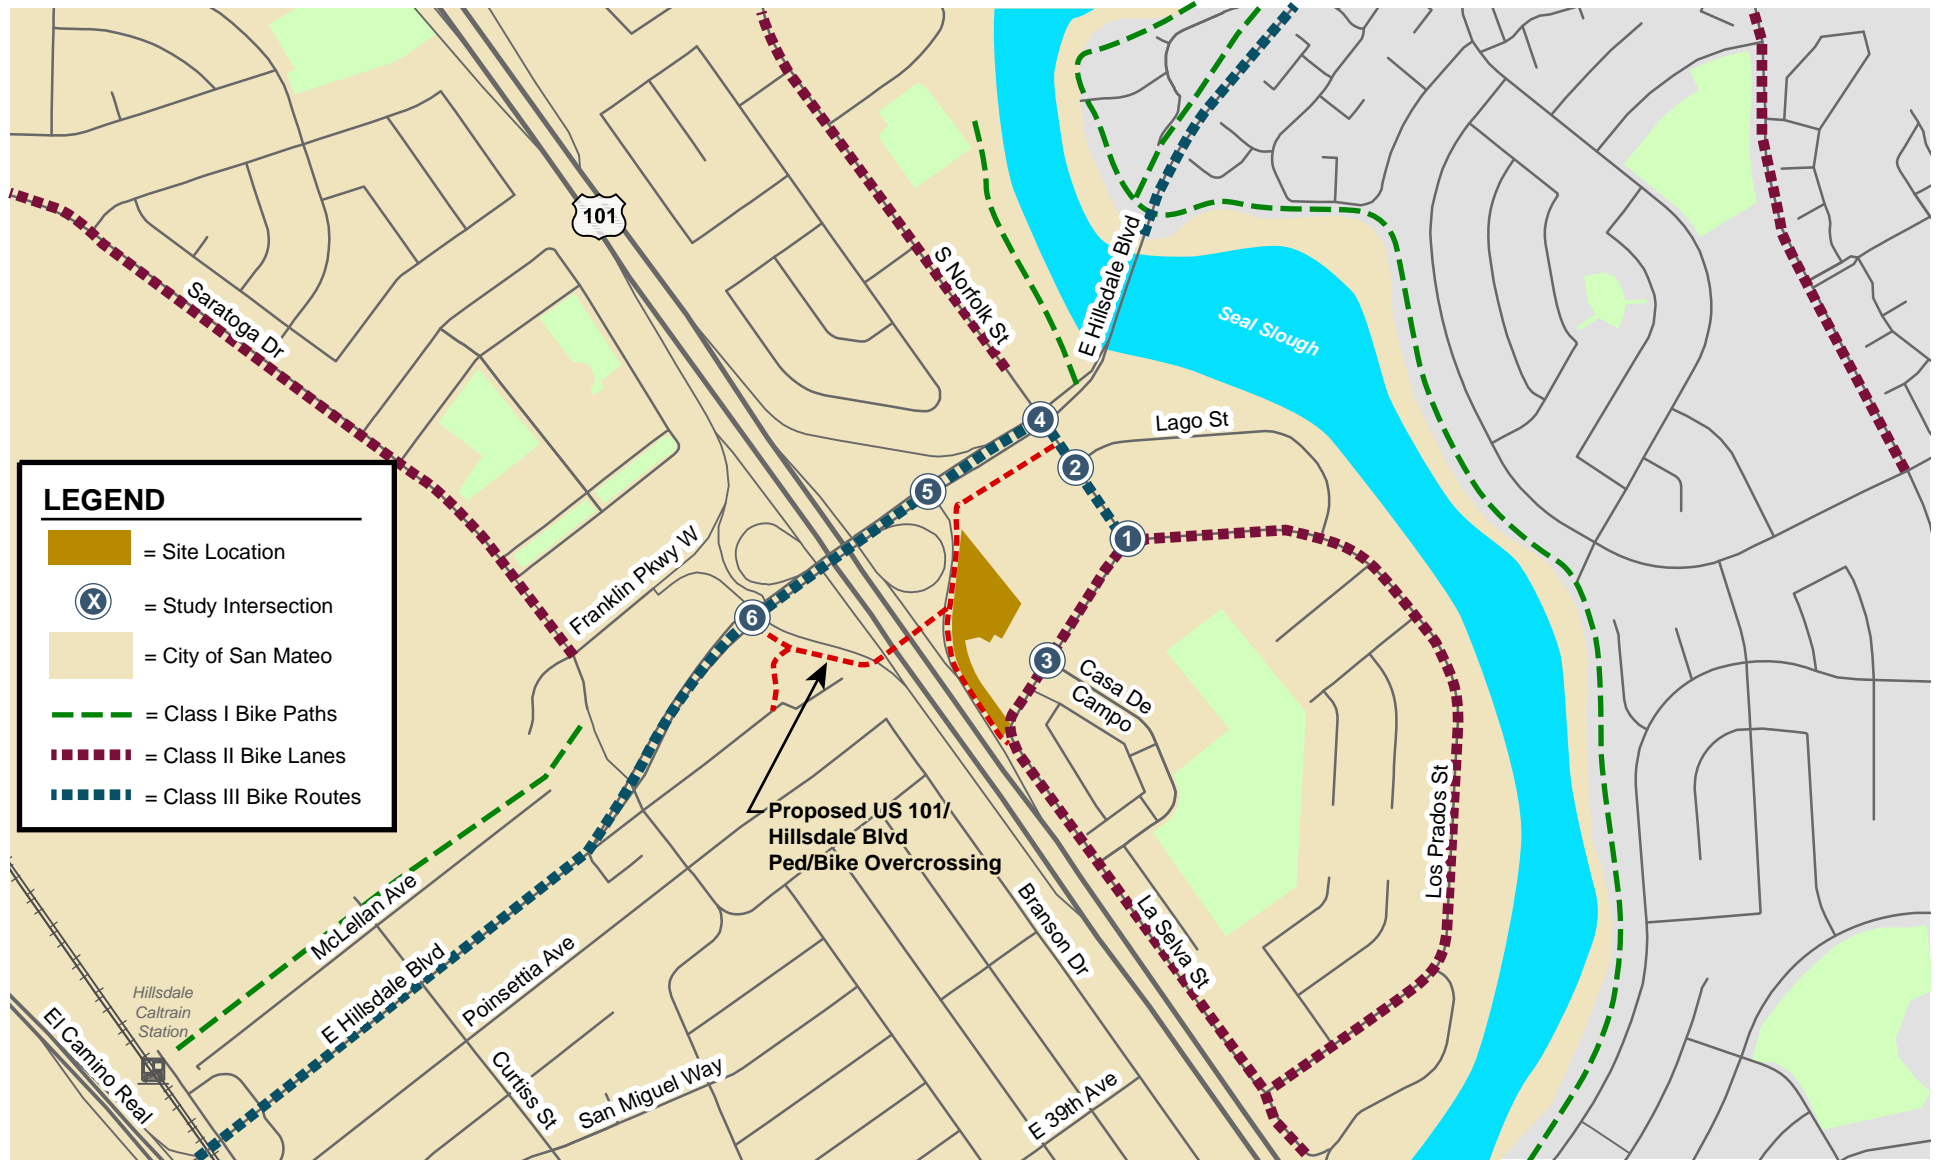 101
Saratoga Dr
S Norfolk St
E Hillsdale Blvd
Seal Slough
Lago St
4
2
5
1
6
3
Franklin Pkwy W
Casa De
Campo
LEGEND
= Site Location
X
= Study Intersection
= City of San Mateo
= Class I Bike Paths
= Class II Bike Lanes
= Class III Bike Routes
Proposed US 101/
Hillsdale Blvd
Ped/Bike Overcrossing
Los Prados St
McLellan Ave
E Hillsdale Blvd
Poinsettia Ave
Branson Dr
La Selva St
Hillsdale
Caltrain
Station
El Camino Real
Curtiss St
San Miguel Way
E 39th Ave